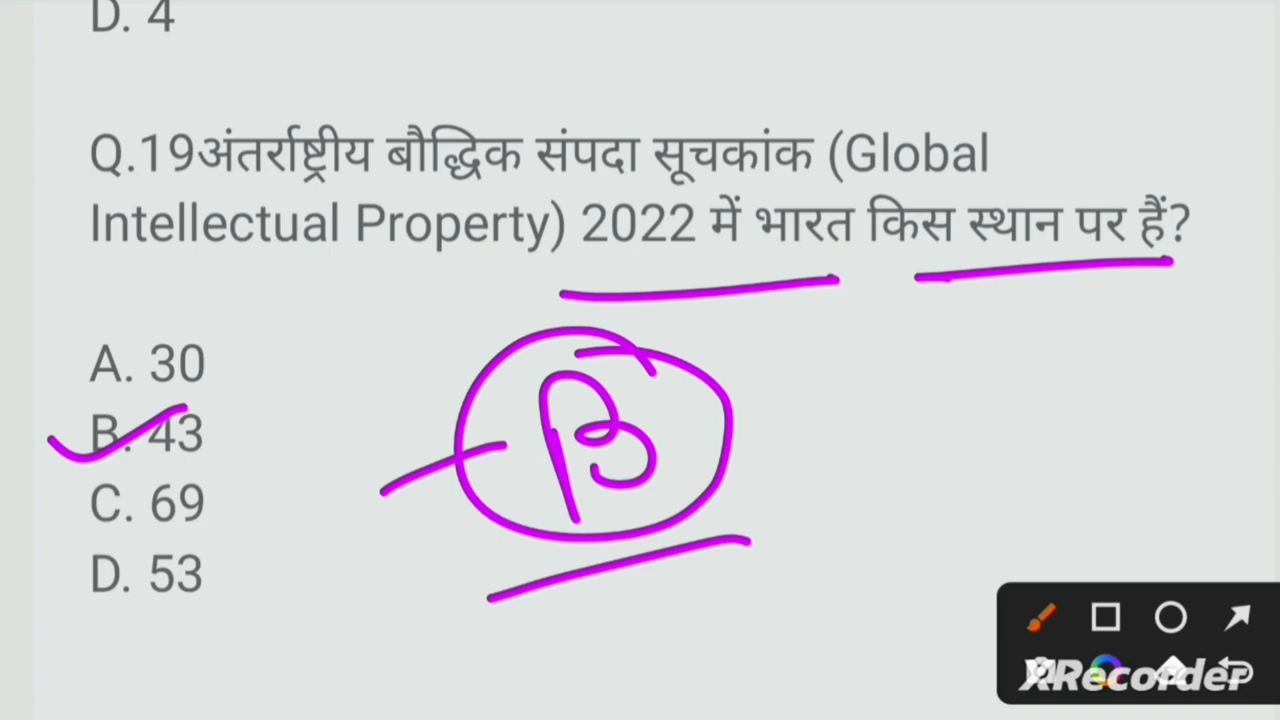 D. 4
Q.19अंतर्राष्ट्रीय बौद्धिक संपदा सूचकांक (Global
Intellectual Property) 2022 में भारत किस स्थान पर हैं?
A. 30
B. 43
B
C. 69
D. 53
XRecorder